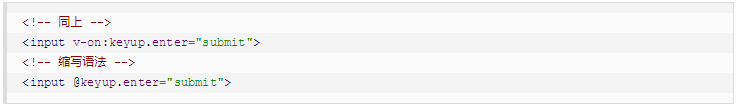 <!-- 同上 -->
<input v-on:keyup.enter="submit">
<!-- 缩写语法 -->
<input @keyup.enter="submit">